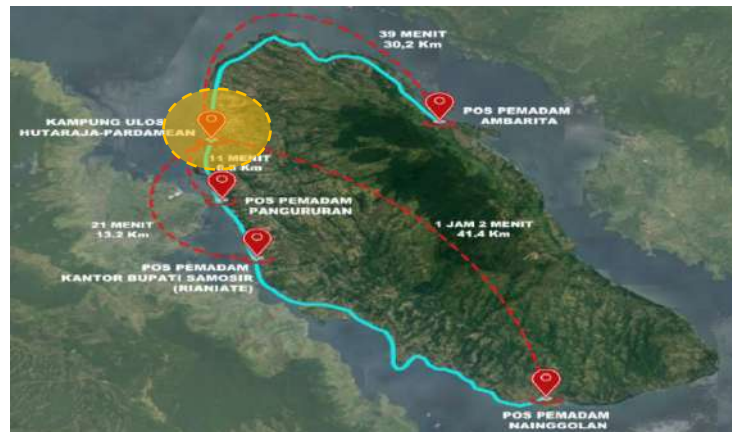 39 MENIT
30,2 Km
POS PEMADAM
AMBARITA
KAMPUNG ULOS
HUTARAJA-PARDAMEAN
11 MENIT
POS PEMADAM
PANGURURAN
21 MENIT
13.2 Km
1 JAM 2 MENIT
41.4 Km
POS PEMADAM
KANTOR BUPATI SAMOSIR
(RIANIATE)
POS PEMADAM
NAINGGOLAN